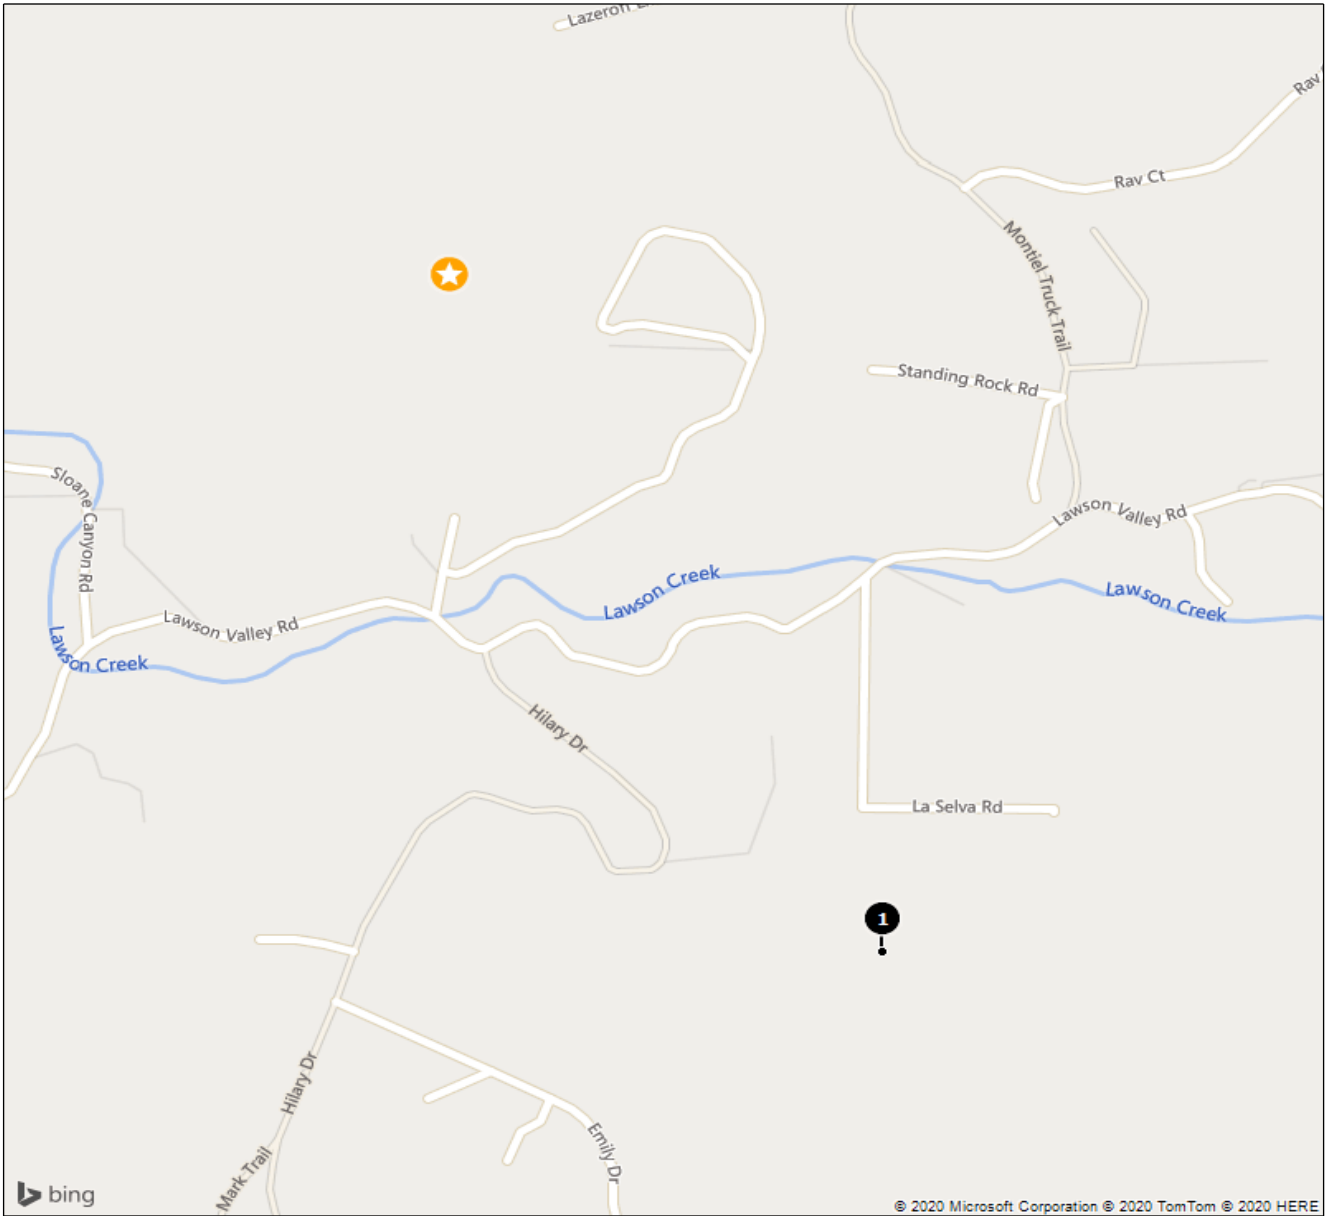 Lazeron
Rav
Rav Ct
Montiel Truck Trail
Standing Rock Rd
Sloane Canyon Rd
Lawson Valley Rd
Lawson Creek
Lawson Creek
Lawson Valley Rd
Lawson Creek
Hilary Dr
La Selva Rd
1
Hilary Dr
Emily Dr
Mark Trail
bing
© 2020 Microsoft Corporation © 2020 TomTom © 2020 HERE